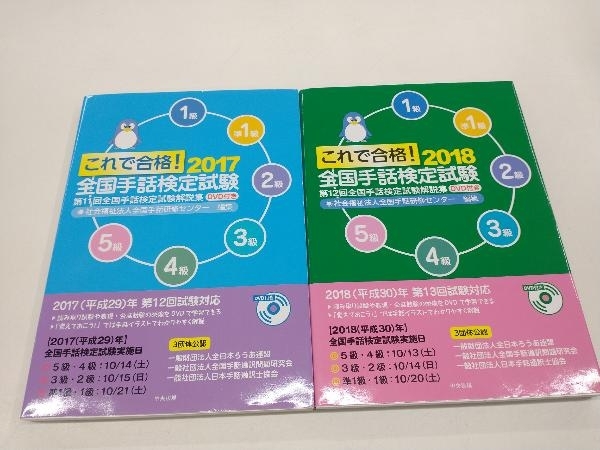 1級
準1級
2級
3級
4級
5級
これで合格! 2017
全国手話検定試験
第11回全国手話検定試験解説集 DVD付き
社会福祉法人全国手話研修センター 編集
2017(平成29)年 第12回試験対応
DVD付き
[2017(平成29)年]
全国手話検定試験実施日
5級・4級:10/14(土)
3級・2級:10/15(日)
準1級・1級:10/21(土)
3団体公認
一般財団法人全日本ろうあ連盟
一般社団法人全国手話通訳問題研究会
一般社団法人日本手話通訳士協会
中央法規
1級
準1級
2級
3級
4級
5級
これで合格! 2018
全国手話検定試験
第12回全国手話検定試験解説集 DVD付き
社会福祉法人全国手話研修センター 編集
2018(平成30)年 第13回試験対応
DVD付き
[2018(平成30)年]
全国手話検定試験実施日
5級・4級:10/13(土)
3級・2級:10/14(日)
準1級・1級:10/20(土)
3団体公認
一般財団法人全日本ろうあ連盟
一般社団法人全国手話通訳問題研究会
一般社団法人日本手話通訳士協会
中央法規